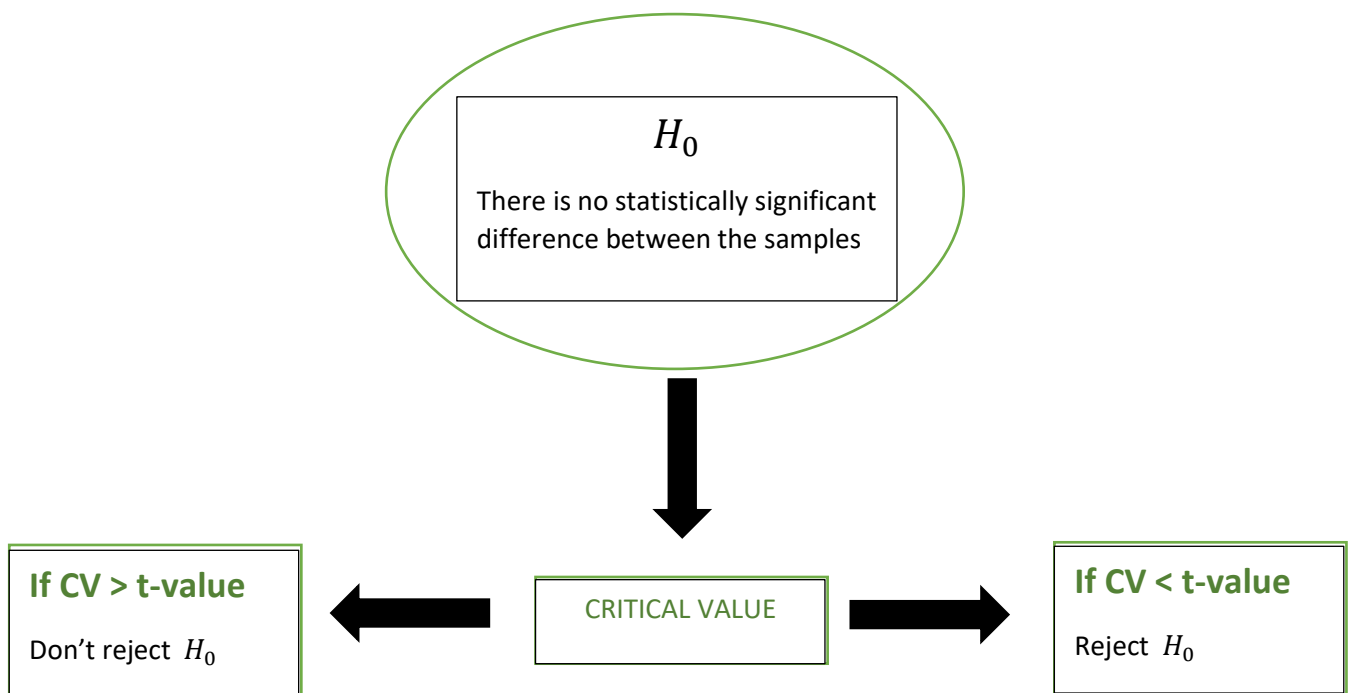 H₀
There is no statistically significant
difference between the samples
If CV > t-value
Don’t reject H₀
CRITICAL VALUE
If CV < t-value
Reject H₀